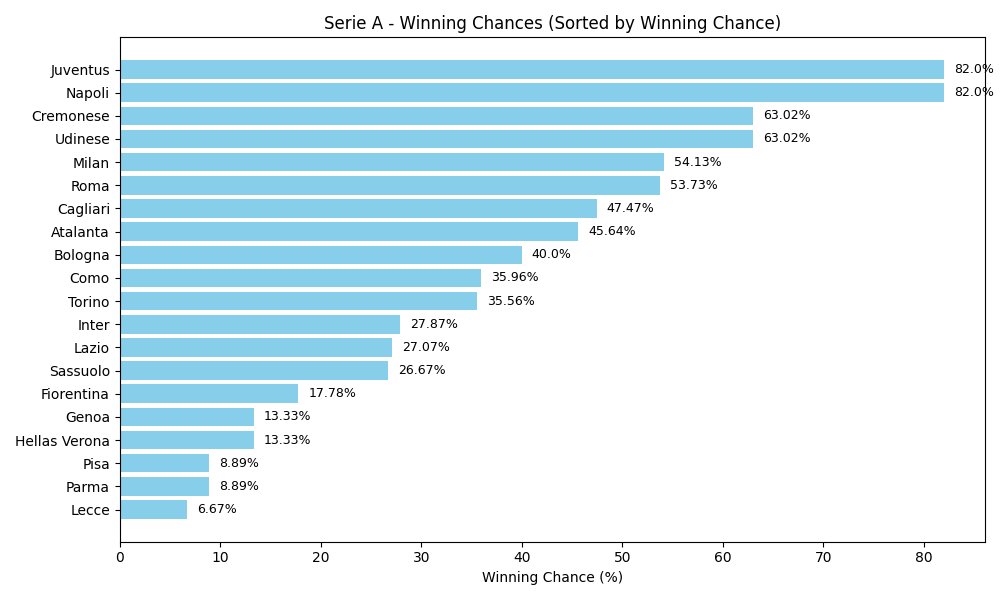 Serie A - Winning Chances (Sorted by Winning Chance)
Juventus 82.0%
Napoli 82.0%
Cremonese 63.02%
Udinese 63.02%
Milan 54.13%
Roma 53.73%
Cagliari 47.47%
Atalanta 45.64%
Bologna 40.0%
Como 35.96%
Torino 35.56%
Inter 27.87%
Lazio 27.07%
Sassuolo 26.67%
Fiorentina 17.78%
Genoa 13.33%
Hellas Verona 13.33%
Pisa 8.89%
Parma 8.89%
Lecce 6.67%
0 10 20 30 40 50 60 70 80
Winning Chance (%)